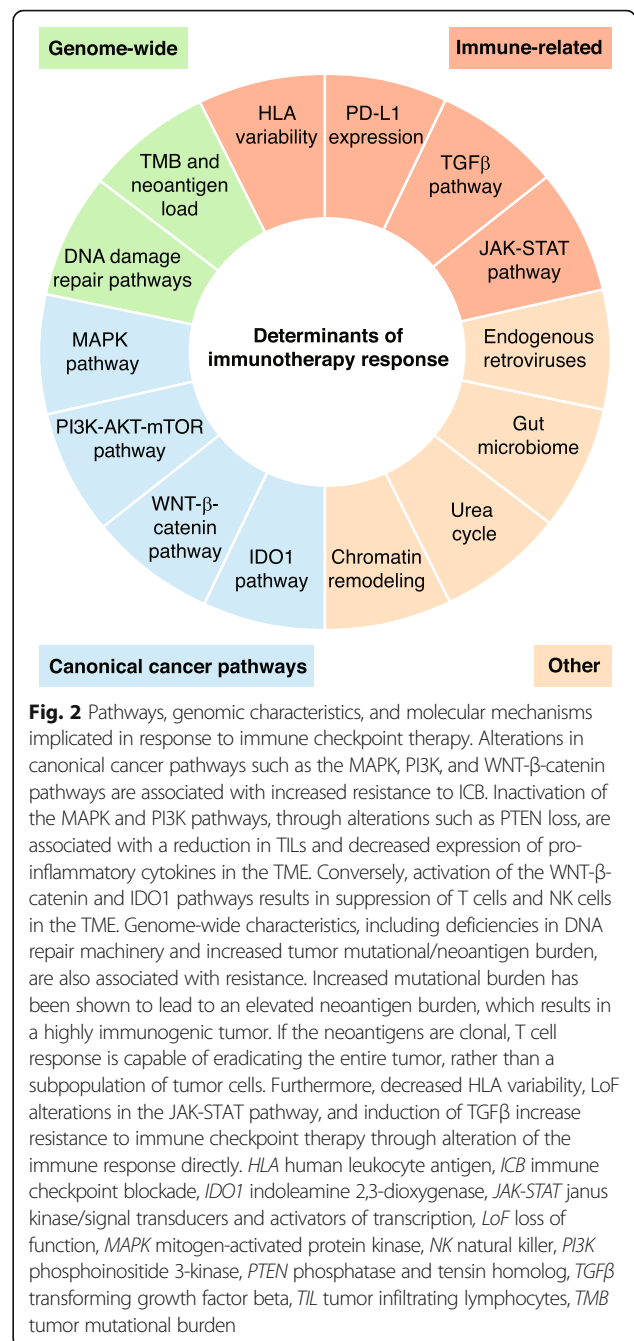 Genome-wide
Immune-related
HLA
variability
PD-L1
expression
TGFβ
pathway
JAK-STAT
pathway
Endogenous
retroviruses
Gut
microbiome
Urea
cycle
Chromatin
remodeling
IDO1
pathway
WNT-β-
catenin
pathway
PI3K-AKT-mTOR
pathway
MAPK
pathway
DNA damage
repair pathways
TMB and
neoantigen
load
Determinants of
immunotherapy response
Canonical cancer pathways
Other
Fig. 2 Pathways, genomic characteristics, and molecular mechanisms
implicated in response to immune checkpoint therapy. Alterations in
canonical cancer pathways such as the MAPK, PI3K, and WNT-β-catenin
pathways are associated with increased resistance to ICB. Inactivation of
the MAPK and PI3K pathways, through alterations such as PTEN loss, are
associated with a reduction in TILs and decreased expression of pro-
inflammatory cytokines in the TME. Conversely, activation of the WNT-β-
catenin and IDO1 pathways results in suppression of T cells and NK cells
in the TME. Genome-wide characteristics, including deficiencies in DNA
repair machinery and increased tumor mutational/neoantigen burden,
are also associated with resistance. Increased mutational burden has
been shown to lead to an elevated neoantigen burden, which results in
a highly immunogenic tumor. If the neoantigens are clonal, T cell
response is capable of eradicating the entire tumor, rather than a
subpopulation of tumor cells. Furthermore, decreased HLA variability, LoF
alterations in the JAK-STAT pathway, and induction of TGFβ increase
resistance to immune checkpoint therapy through alteration of the
immune response directly. HLA human leukocyte antigen, ICB immune
checkpoint blockade, IDO1 indoleamine 2,3-dioxygenase, JAK-STAT janus
kinase/signal transducers and activators of transcription, LoF loss of
function, MAPK mitogen-activated protein kinase, NK natural killer, PI3K
phosphoinositide 3-kinase, PTEN phosphatase and tensin homolog, TGFβ
transforming growth factor beta, TIL tumor infiltrating lymphocytes, TMB
tumor mutational burden